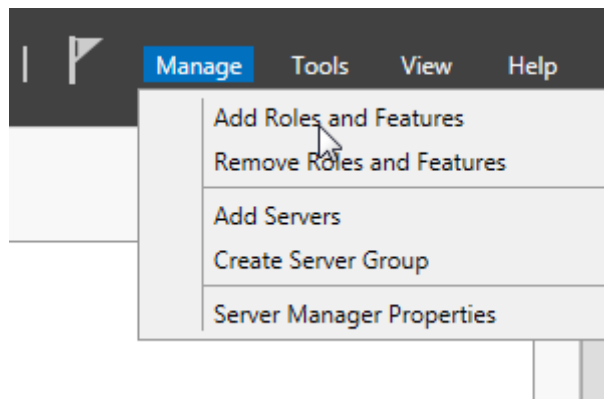 Manage Tools View Help
Add Roles and Features
Remove Roles and Features
Add Servers
Create Server Group
Server Manager Properties